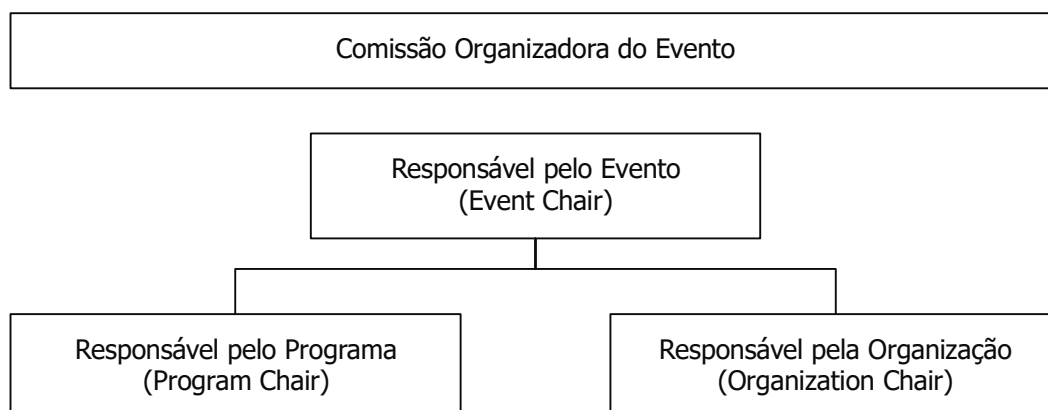 Comissão Organizadora do Evento
Responsável pelo Evento
(Event Chair)
Responsável pelo Programa
(Program Chair)
Responsável pela Organização
(Organization Chair)